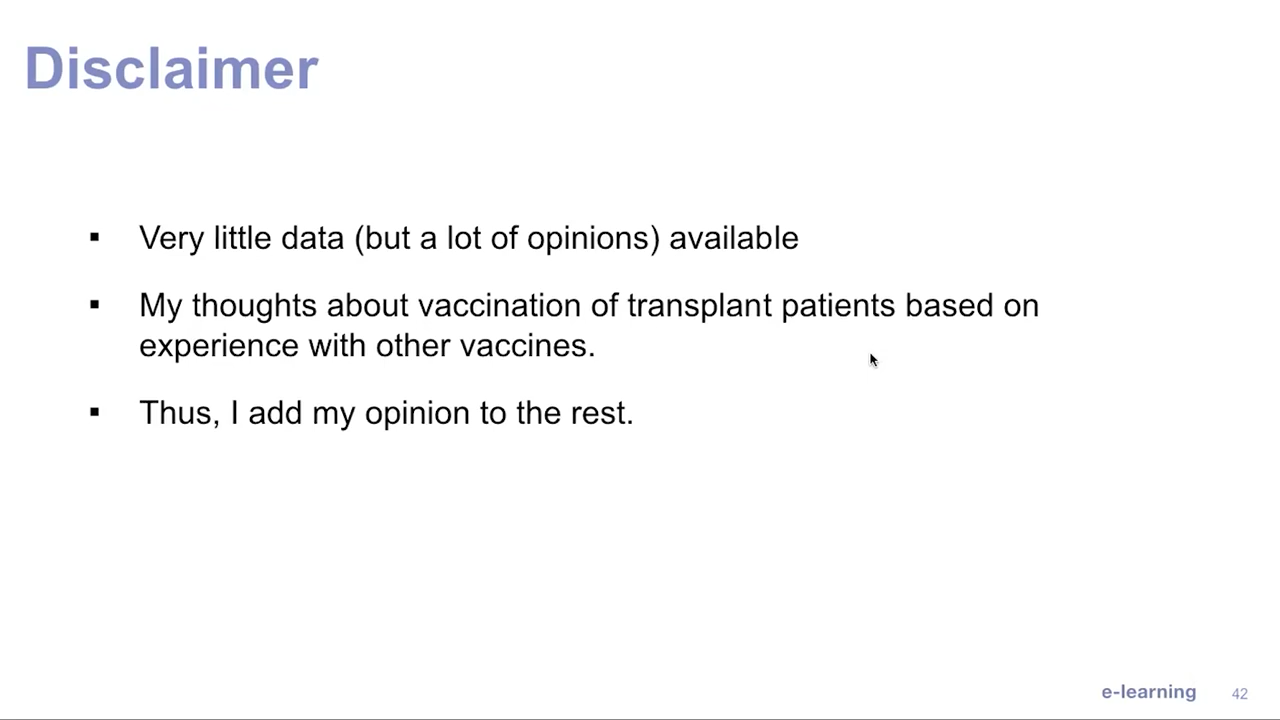 Disclaimer
▪ Very little data (but a lot of opinions) available
▪ My thoughts about vaccination of transplant patients based on
experience with other vaccines.
▪ Thus, I add my opinion to the rest.
e-learning 42